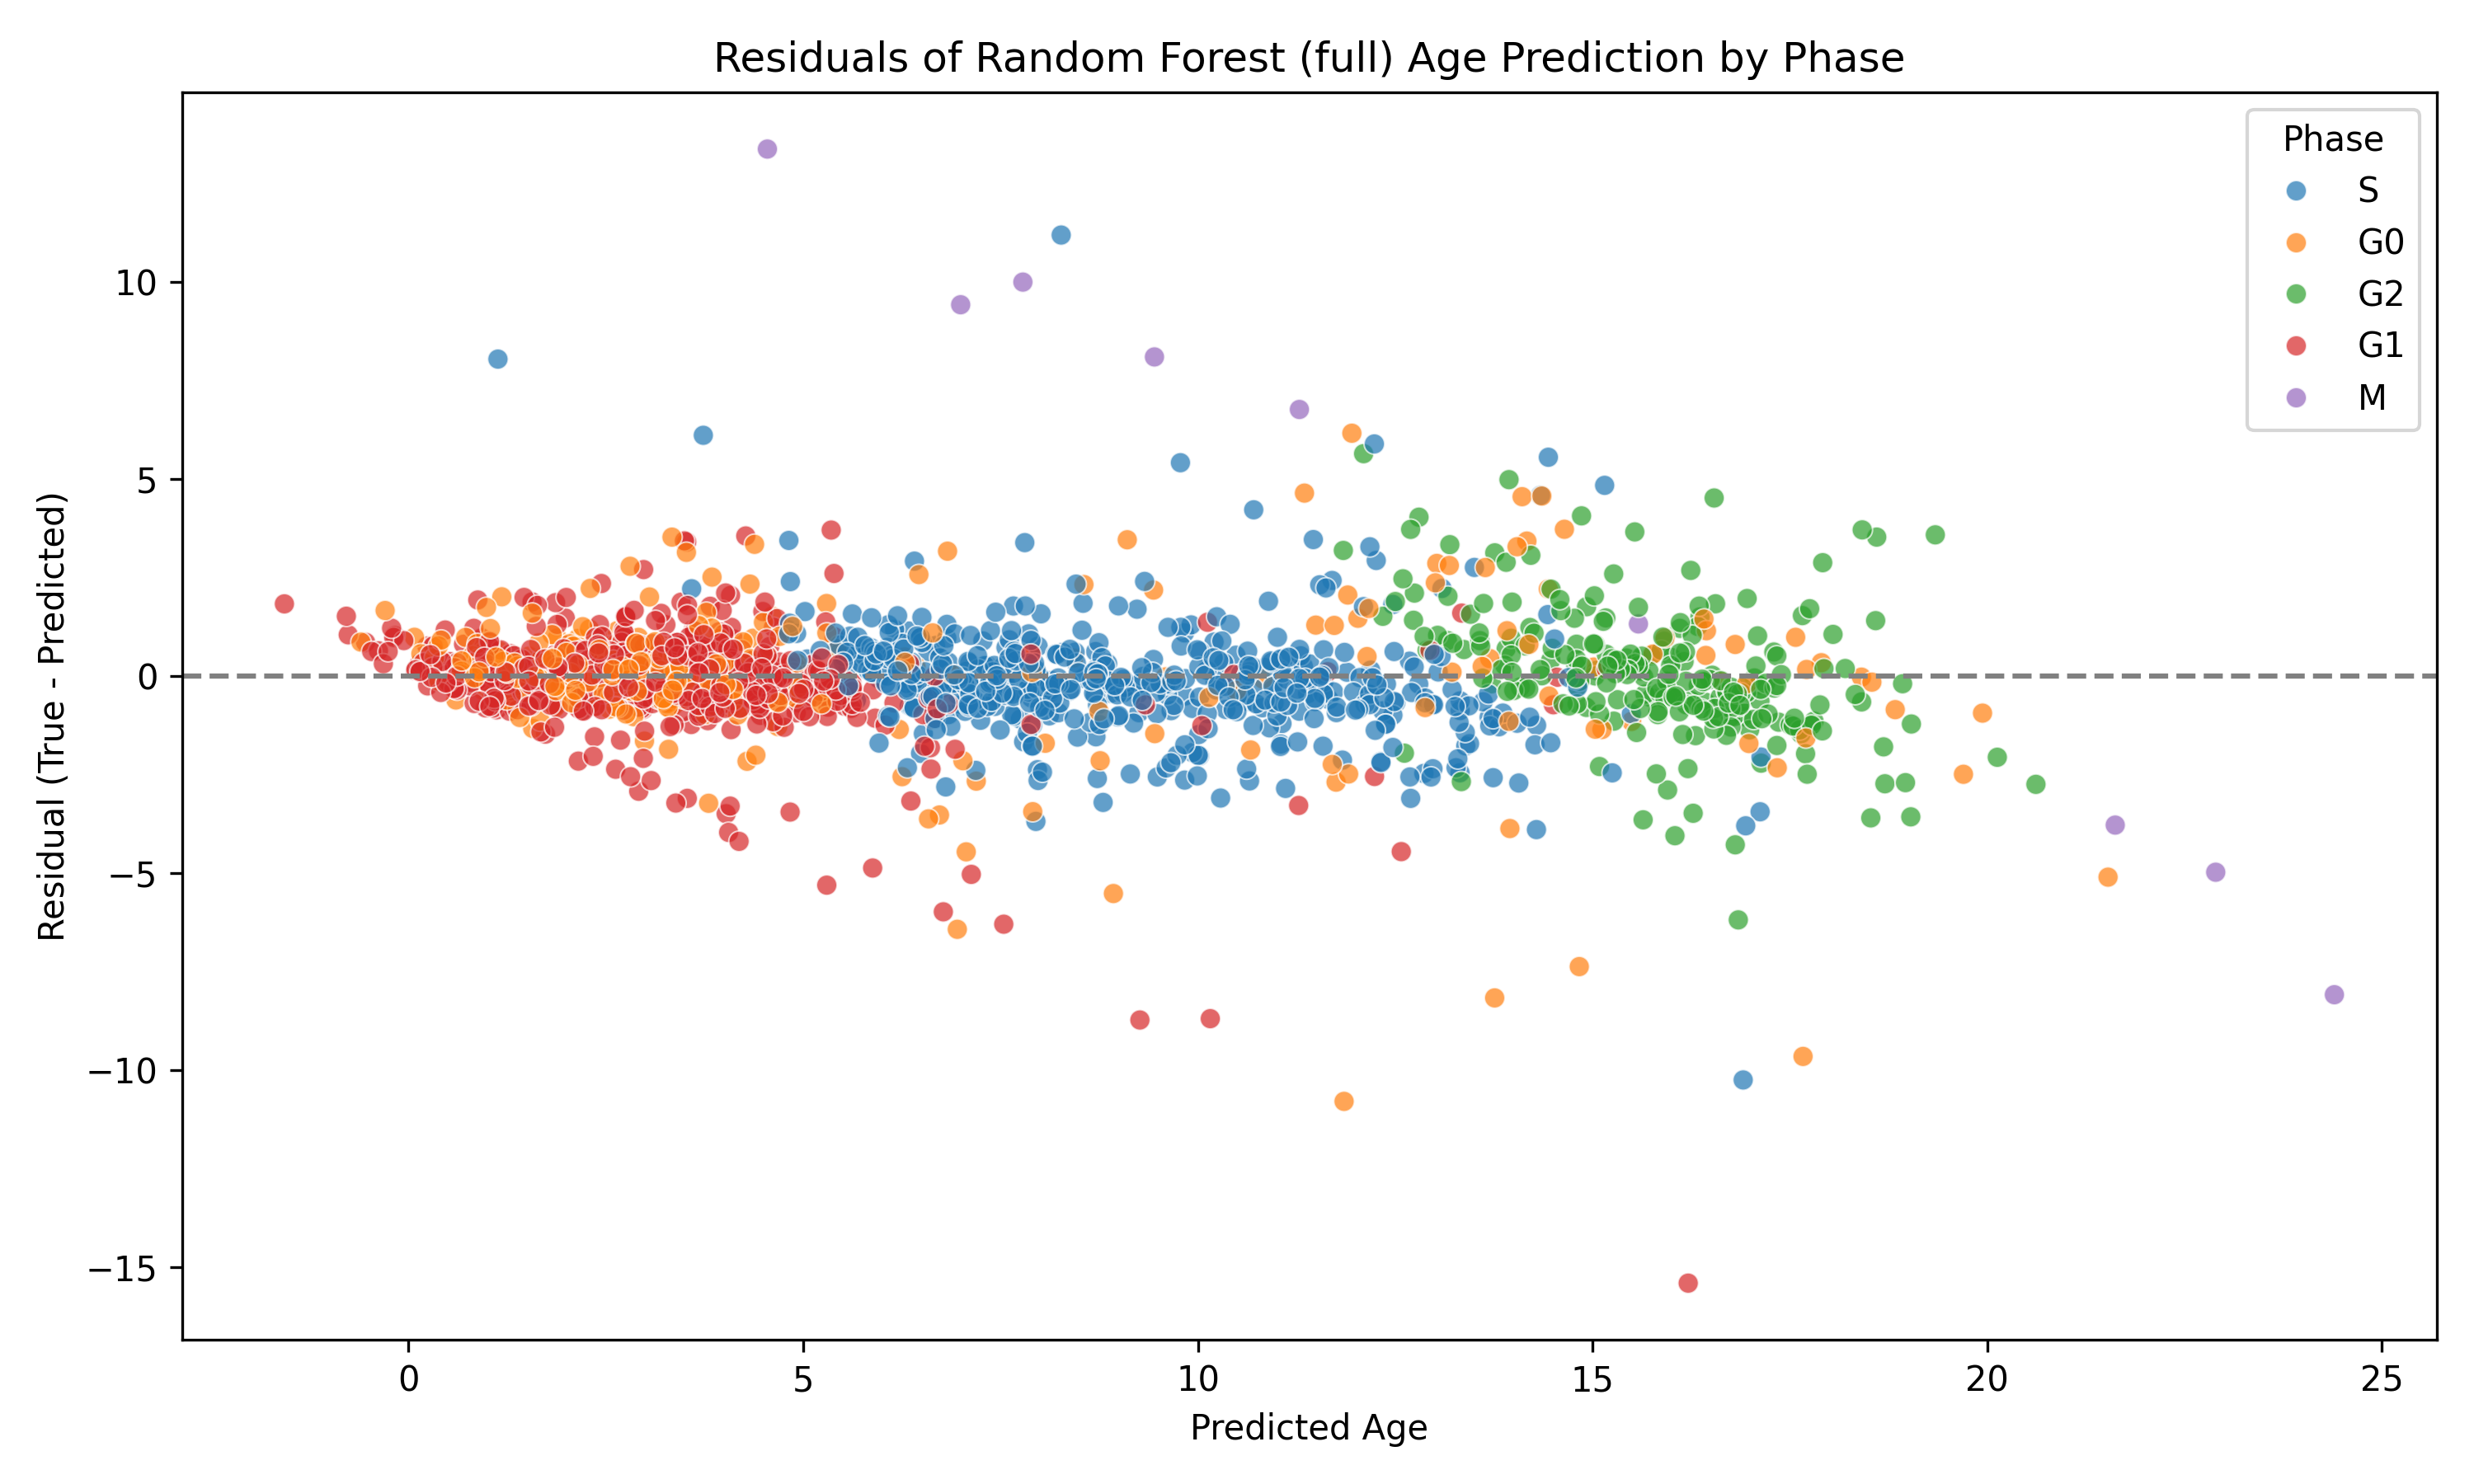 Residuals of Random Forest (full) Age Prediction by Phase
Phase
S
G0
G2
G1
M
Residual (True - Predicted)
10
5
0
−5
−10
−15
0
5
10
15
20
25
Predicted Age